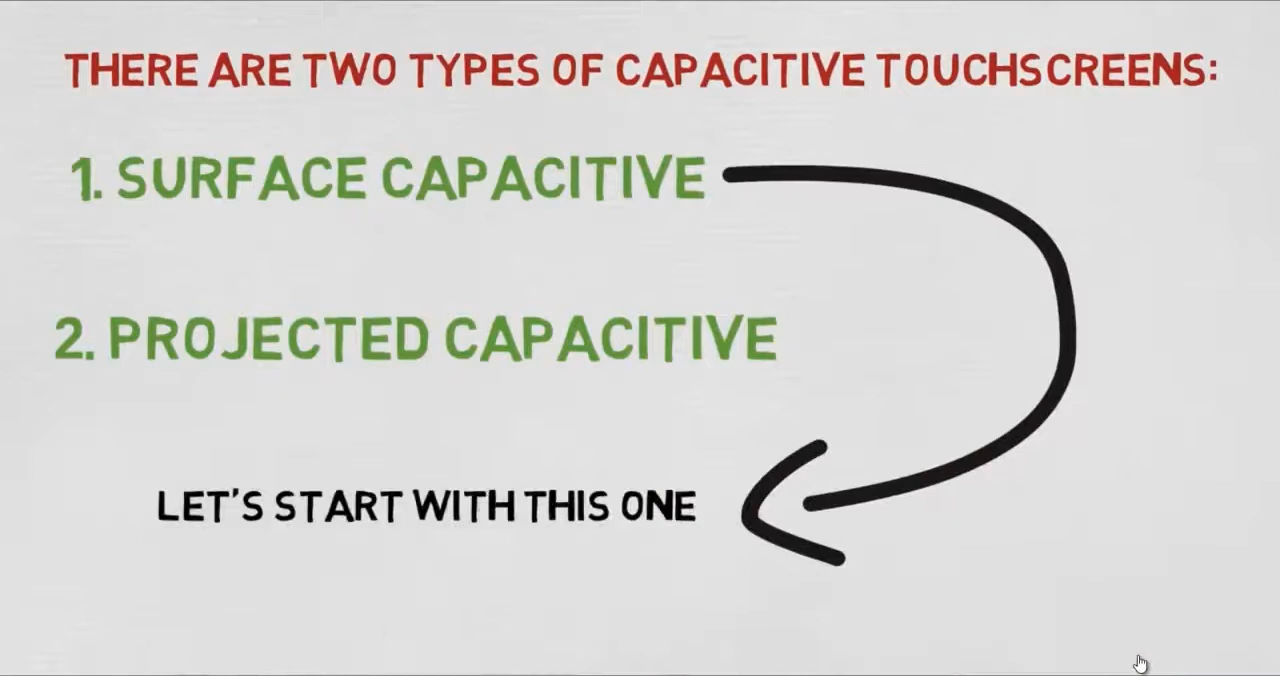 THERE ARE TWO TYPES OF CAPACITIVE TOUCHSCREENS:
1. SURFACE CAPACITIVE
2. PROJECTED CAPACITIVE
LET'S START WITH THIS ONE